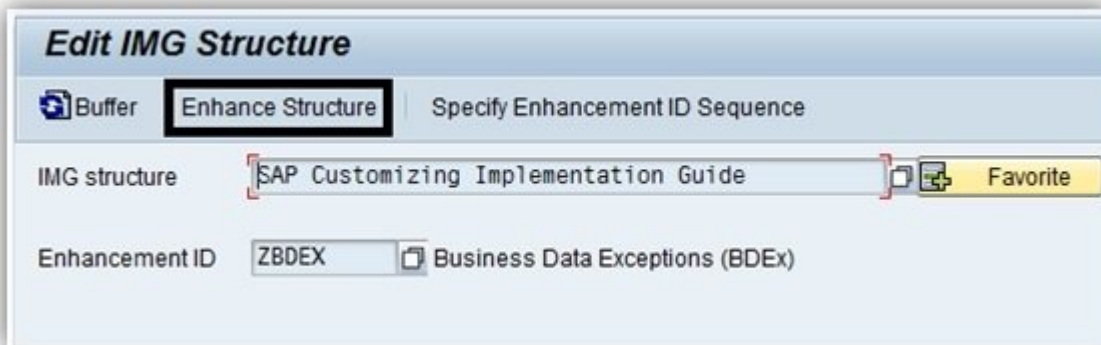 Edit IMG Structure
Buffer Enhance Structure Specify Enhancement ID Sequence
IMG structure SAP Customizing Implementation Guide Favorite
Enhancement ID ZBDEX Business Data Exceptions (BDEx)